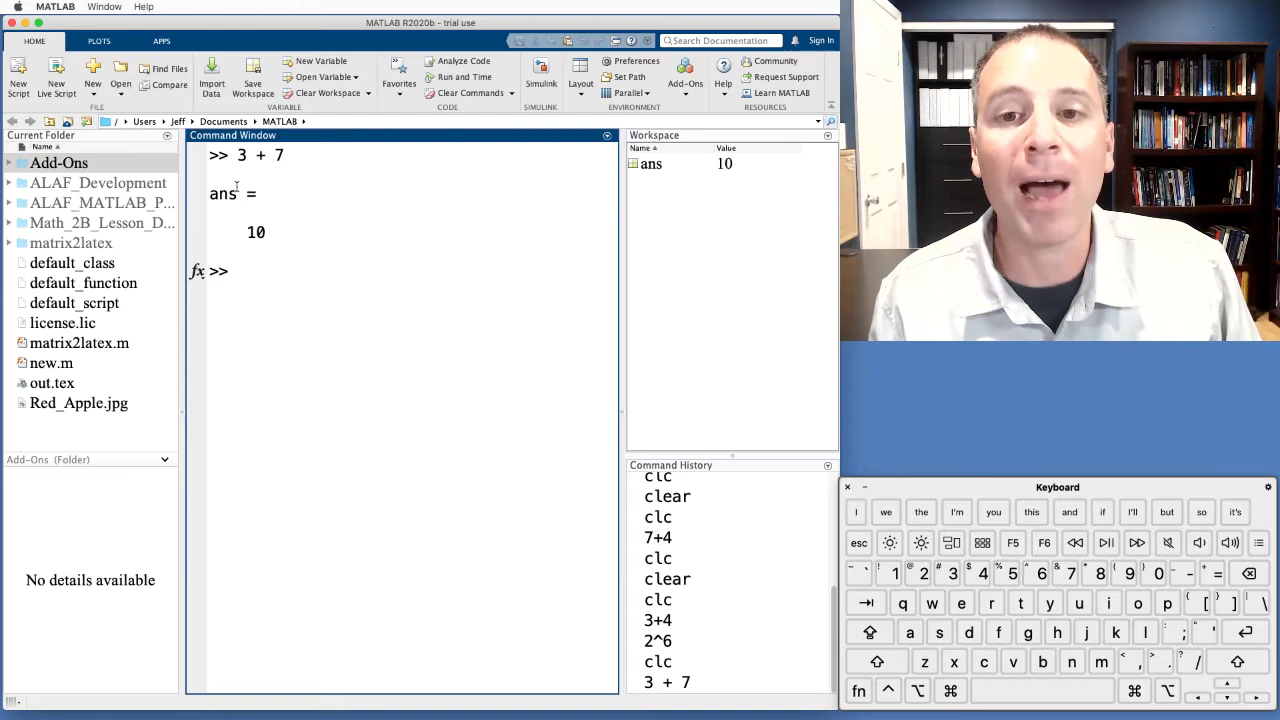 MATLAB Window Help
MATLAB R2020b - trial use
HOME PLOTS APPS
Search Documentation Sign In
New Script
New Live Script
New
Open
Find Files
Compare
FILE
Import Data
Save Workspace
New Variable
Open Variable
Clear Workspace
VARIABLE
Favorites
Analyze Code
Run and Time
Clear Commands
CODE
Simulink
SIMULINK
Layout
Preferences
Set Path
Parallel
Add-Ons
ENVIRONMENT
Help
Community
Request Support
Learn MATLAB
RESOURCES
/ Users Jeff Documents MATLAB
Current Folder
Name
Add-Ons
ALAF_Development
ALAF_MATLAB_P...
Math_2B_Lesson_D...
matrix2latex
default_class
default_function
default_script
license.lic
matrix2latex.m
new.m
out.tex
Red_Apple.jpg
Add-Ons (Folder)
No details available
Command Window
>> 3 + 7
ans =
10
fx >>
Workspace
Name Value
ans 10
Command History
clc
clear
clc
7+4
clc
clear
clc
3+4
2^6
clc
3 + 7
Keyboard
I we the I'm you this and if I'll but so it's
esc F5 F6
~ ` ! 1 @ 2 # 3 $ 4 % 5 ^ 6 & 7 * 8 ( 9 ) 0 _ - + =
q w e r t y u i o p { [ } ] | \
a s d f g h j k l : ; " '
z x c v b n m < , > . ? /
fn ^ ⌥ ⌘ ⌘ ⌥